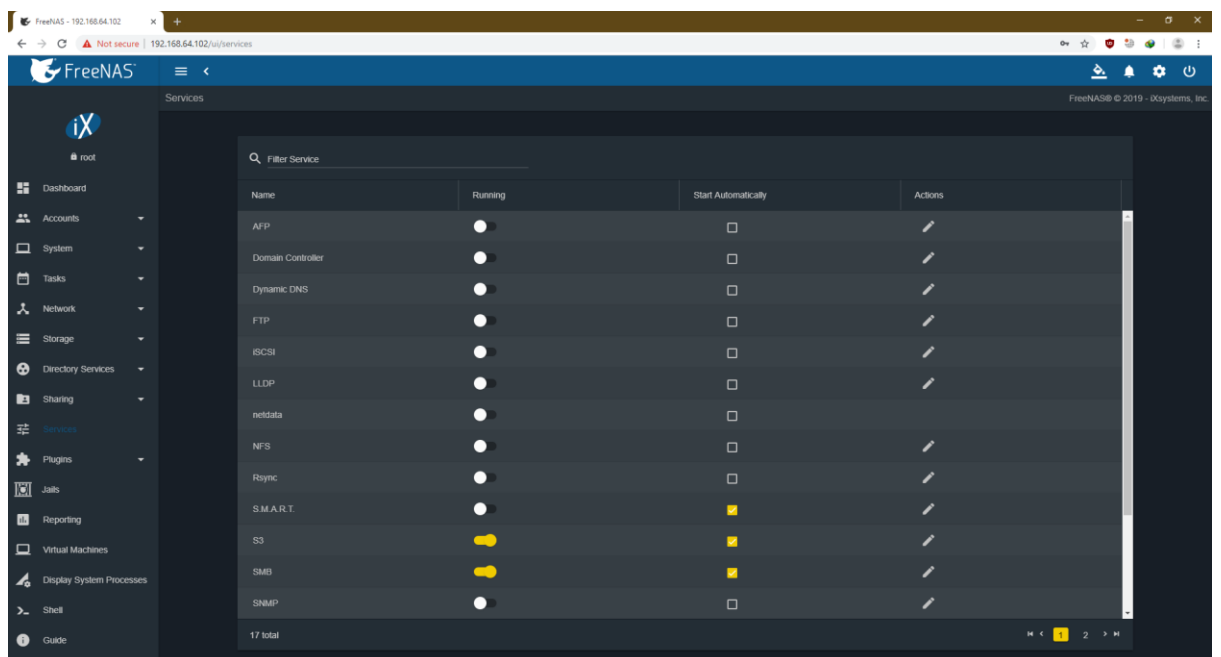 FreeNAS - 192.168.64.102
Not secure | 192.168.64.102/ui/services
FreeNAS
Services
FreeNAS® © 2019 - iXsystems, Inc.
iX
root
Dashboard
Accounts
System
Tasks
Network
Storage
Directory Services
Sharing
Services
Plugins
Jails
Reporting
Virtual Machines
Display System Processes
Shell
Guide
Filter Service
Name Running Start Automatically Actions
AFP
Domain Controller
Dynamic DNS
FTP
iSCSI
LLDP
netdata
NFS
Rsync
S.M.A.R.T.
S3
SMB
SNMP
17 total
1 2